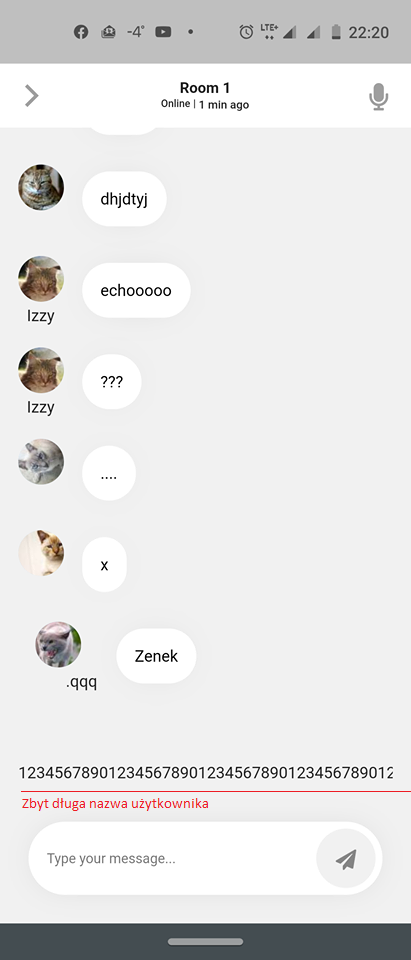 -4° LTE+ 22:20
Room 1
Online | 1 min ago
dhjdtyj
echooooo
Izzy
???
Izzy
....
x
Zenek
.qqq
123456789012345678901234567890123456789012
Zbyt długa nazwa użytkownika
Type your message...